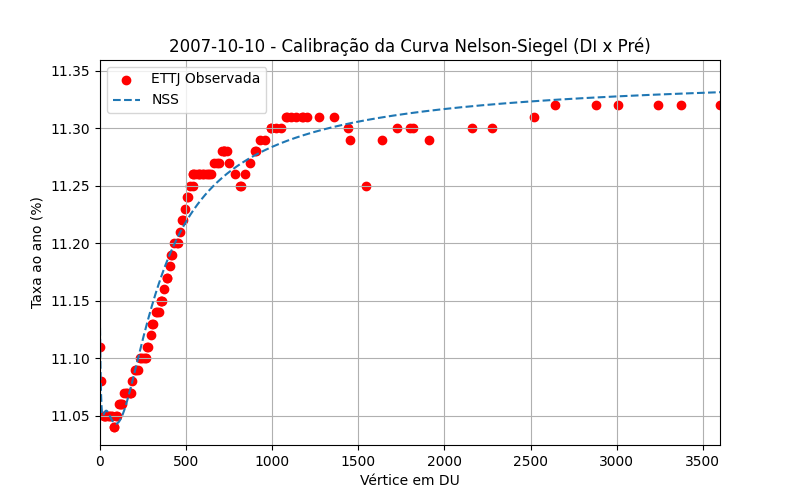 2007-10-10 - Calibração da Curva Nelson-Siegel (DI x Pré)
ETTJ Observada
NSS
Taxa ao ano (%)
11.35
11.30
11.25
11.20
11.15
11.10
11.05
0 500 1000 1500 2000 2500 3000 3500
Vértice em DU